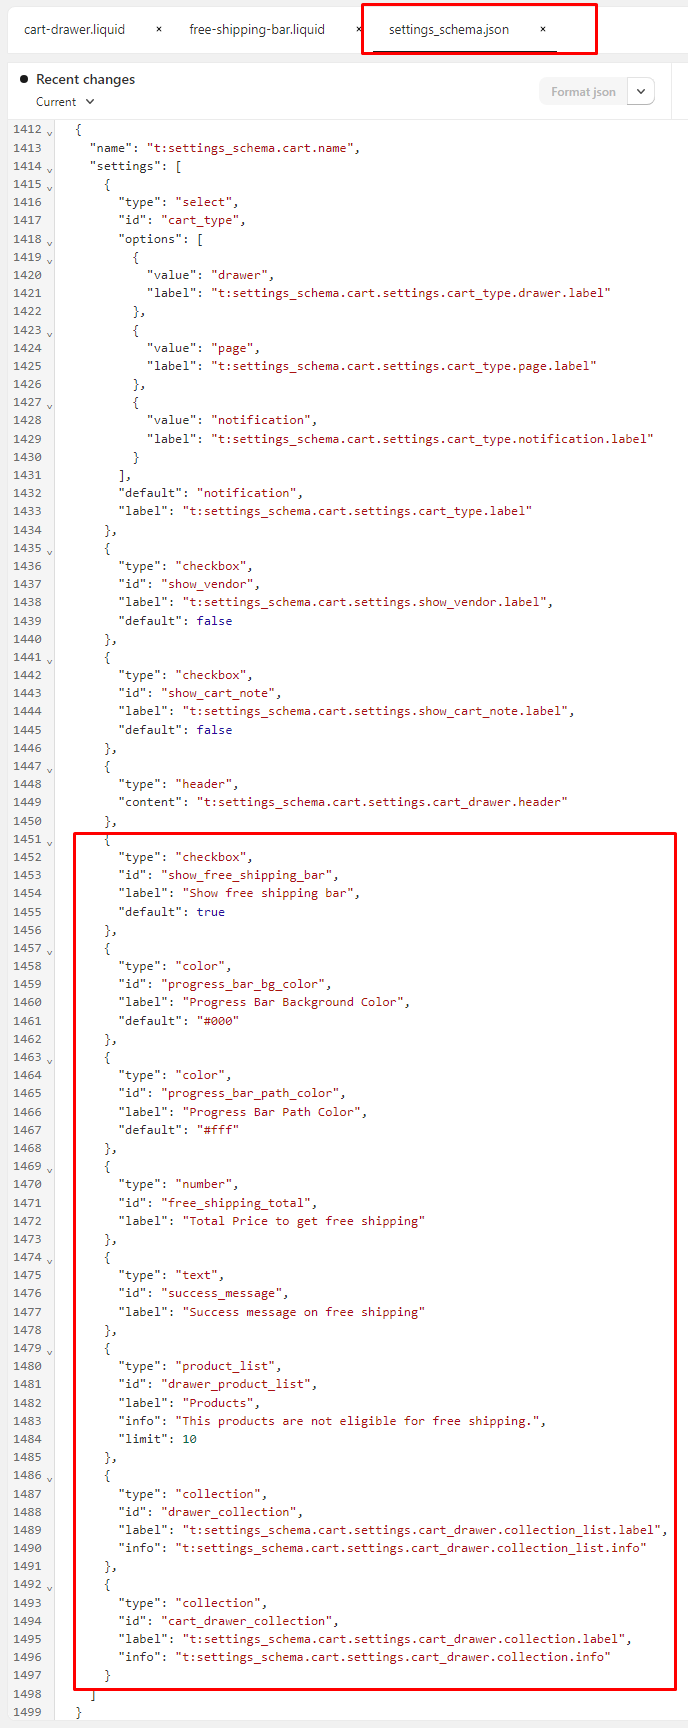 cart-drawer.liquid × free-shipping-bar.liquid × settings_schema.json ×
Recent changes
Current
Format json
1412 {
1413 "name": "t:settings_schema.cart.name",
1414 "settings": [
1415 {
1416 "type": "select",
1417 "id": "cart_type",
1418 "options": [
1419 {
1420 "value": "drawer",
1421 "label": "t:settings_schema.cart.settings.cart_type.drawer.label"
1422 },
1423 {
1424 "value": "page",
1425 "label": "t:settings_schema.cart.settings.cart_type.page.label"
1426 },
1427 {
1428 "value": "notification",
1429 "label": "t:settings_schema.cart.settings.cart_type.notification.label"
1430 }
1431 ],
1432 "default": "notification",
1433 "label": "t:settings_schema.cart.settings.cart_type.label"
1434 },
1435 {
1436 "type": "checkbox",
1437 "id": "show_vendor",
1438 "label": "t:settings_schema.cart.settings.show_vendor.label",
1439 "default": false
1440 },
1441 {
1442 "type": "checkbox",
1443 "id": "show_cart_note",
1444 "label": "t:settings_schema.cart.settings.show_cart_note.label",
1445 "default": false
1446 },
1447 {
1448 "type": "header",
1449 "content": "t:settings_schema.cart.settings.cart_drawer.header"
1450 },
1451 {
1452 "type": "checkbox",
1453 "id": "show_free_shipping_bar",
1454 "label": "Show free shipping bar",
1455 "default": true
1456 },
1457 {
1458 "type": "color",
1459 "id": "progress_bar_bg_color",
1460 "label": "Progress Bar Background Color",
1461 "default": "#000"
1462 },
1463 {
1464 "type": "color",
1465 "id": "progress_bar_path_color",
1466 "label": "Progress Bar Path Color",
1467 "default": "#fff"
1468 },
1469 {
1470 "type": "number",
1471 "id": "free_shipping_total",
1472 "label": "Total Price to get free shipping"
1473 },
1474 {
1475 "type": "text",
1476 "id": "success_message",
1477 "label": "Success message on free shipping"
1478 },
1479 {
1480 "type": "product_list",
1481 "id": "drawer_product_list",
1482 "label": "Products",
1483 "info": "This products are not eligible for free shipping.",
1484 "limit": 10
1485 },
1486 {
1487 "type": "collection",
1488 "id": "drawer_collection",
1489 "label": "t:settings_schema.cart.settings.cart_drawer.collection_list.label",
1490 "info": "t:settings_schema.cart.settings.cart_drawer.collection_list.info"
1491 },
1492 {
1493 "type": "collection",
1494 "id": "cart_drawer_collection",
1495 "label": "t:settings_schema.cart.settings.cart_drawer.collection.label",
1496 "info": "t:settings_schema.cart.settings.cart_drawer.collection.info"
1497 }
1498 ]
1499 }